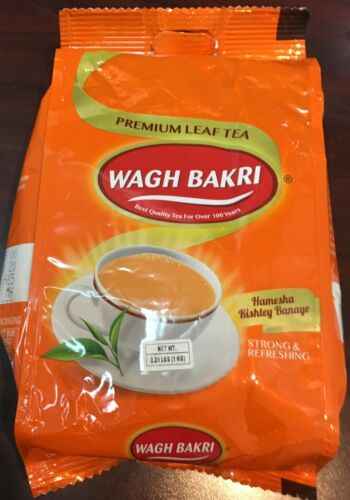 PREMIUM LEAF TEA
WAGH BAKRI®
Best Quality Tea For Over 100 Years
Hamesha
Rishtey Banaye
STRONG &
REFRESHING
NET WT.
2.21 LBS (1 KG)
WAGH BAKRI